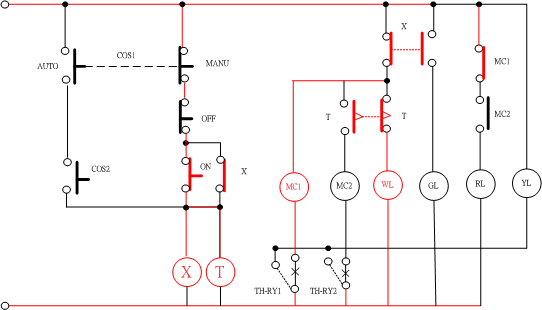 X
COS1
AUTO
MANU
MC1
OFF
T
T
MC2
COS2
ON
X
MC1
MC2
WL
GL
RL
YL
X
T
TH-RY1
TH-RY2